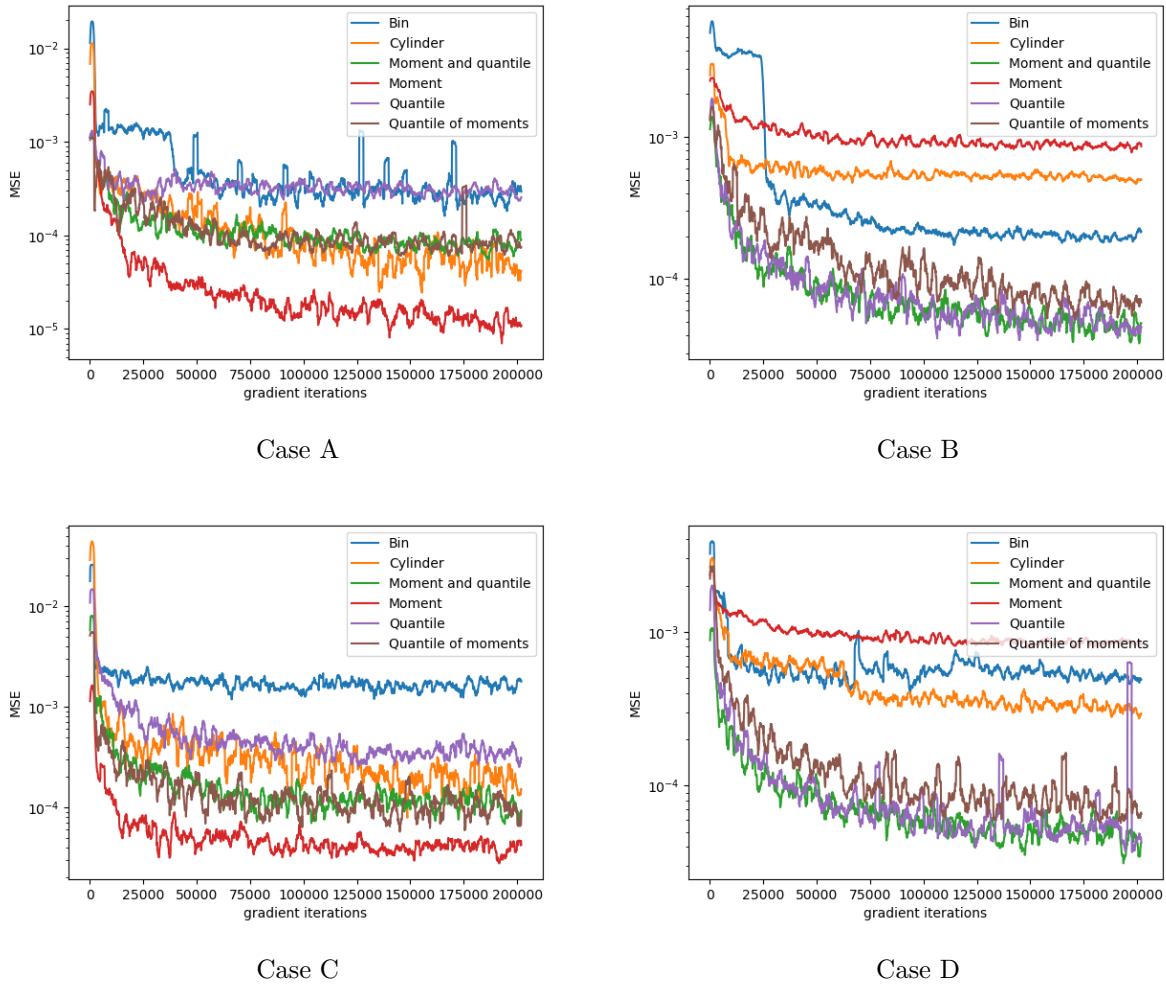 Bin
Cylinder
Moment and quantile
Moment
Quantile
Quantile of moments
10⁻²
10⁻³
10⁻⁴
10⁻⁵
MSE
0 25000 50000 75000 100000 125000 150000 175000 200000
gradient iterations
Case A
Bin
Cylinder
Moment and quantile
Moment
Quantile
Quantile of moments
10⁻³
10⁻⁴
MSE
0 25000 50000 75000 100000 125000 150000 175000 200000
gradient iterations
Case B
Bin
Cylinder
Moment and quantile
Moment
Quantile
Quantile of moments
10⁻²
10⁻³
10⁻⁴
MSE
0 25000 50000 75000 100000 125000 150000 175000 200000
gradient iterations
Case C
Bin
Cylinder
Moment and quantile
Moment
Quantile
Quantile of moments
10⁻³
10⁻⁴
MSE
0 25000 50000 75000 100000 125000 150000 175000 200000
gradient iterations
Case D